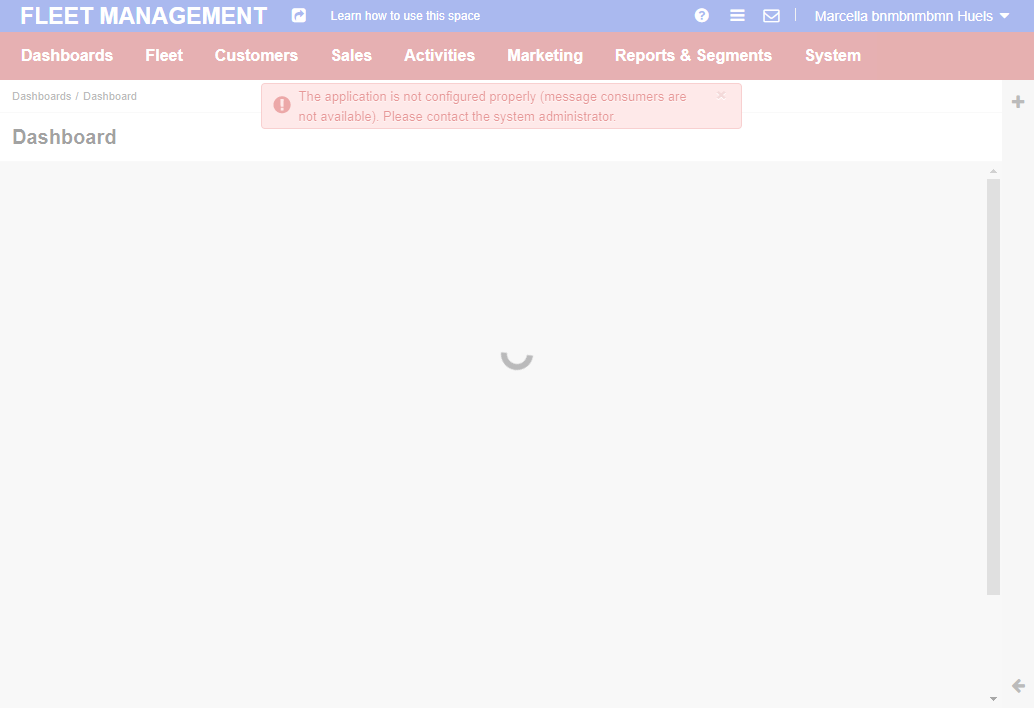 FLEET MANAGEMENT Learn how to use this space Marcella bnmbnmbmn Huels
Dashboards Fleet Customers Sales Activities Marketing Reports & Segments System
Dashboards / Dashboard
The application is not configured properly (message consumers are
not available). Please contact the system administrator.
×
Dashboard